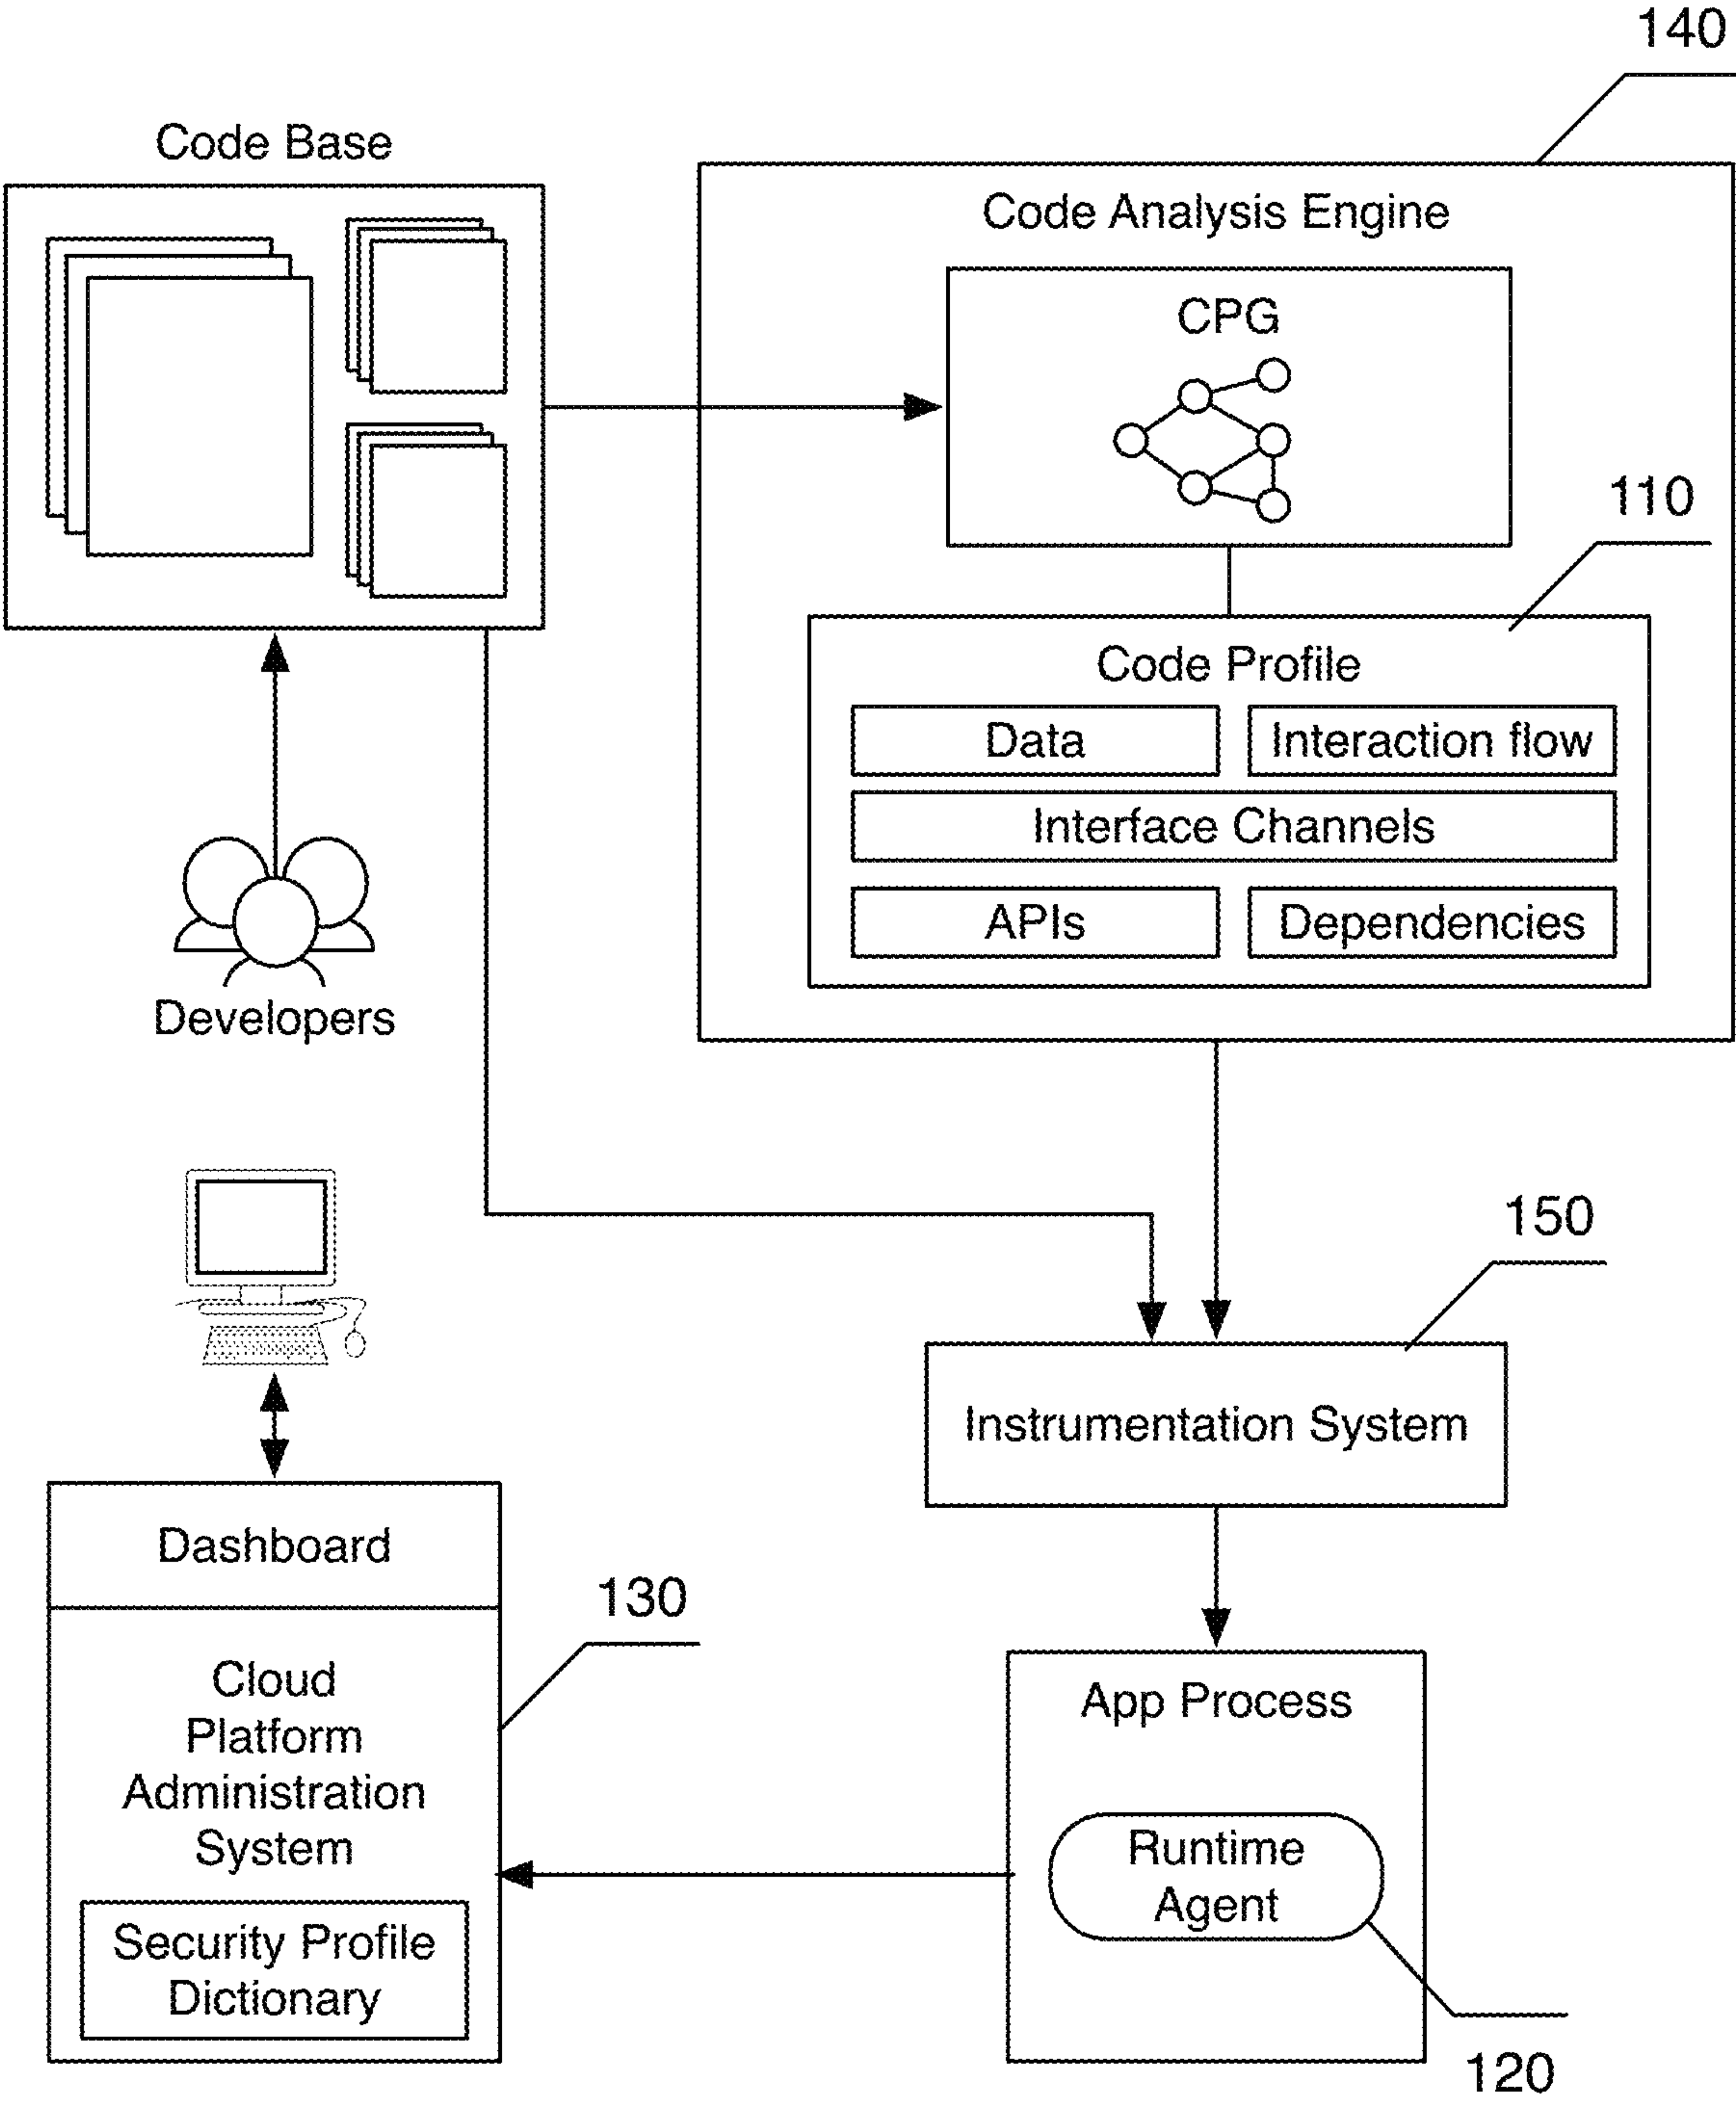 140
Code Base
Code Analysis Engine
CPG
110
Code Profile
Data
Interaction flow
Interface Channels
APIs
Dependencies
Developers
150
Instrumentation System
Dashboard
130
Cloud
Platform
Administration
System
Security Profile
Dictionary
App Process
Runtime
Agent
120